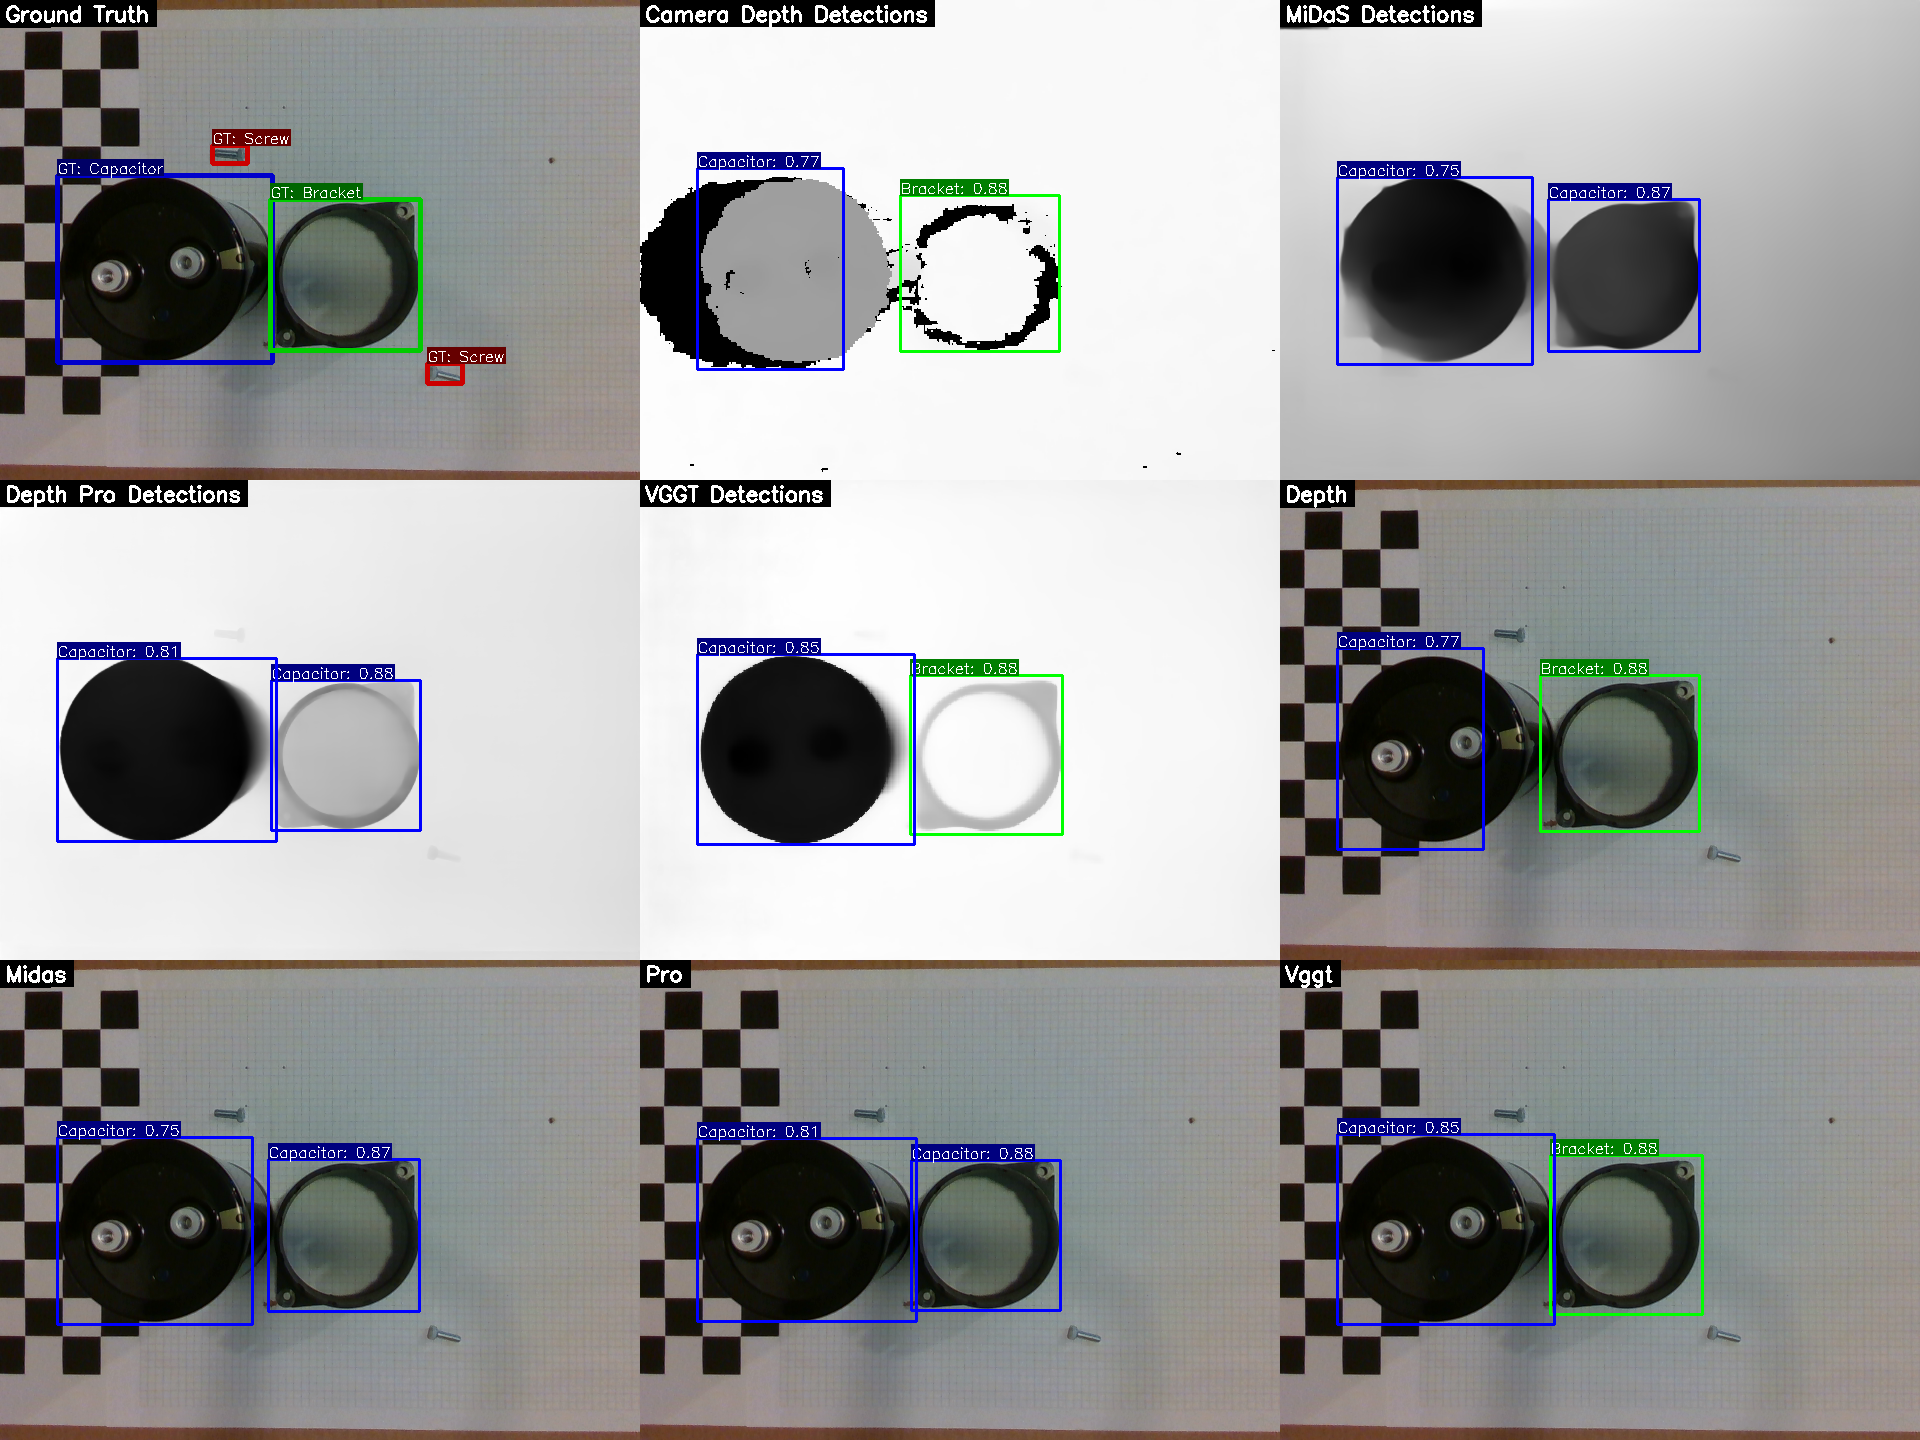 Ground Truth
GT: Screw
GT: Capacitor
GT: Bracket
GT: Screw
Camera Depth Detections
Capacitor: 0.77
Bracket: 0.88
MiDaS Detections
Capacitor: 0.75
Capacitor: 0.87
Depth Pro Detections
Capacitor: 0.81
Capacitor: 0.88
VGGT Detections
Capacitor: 0.85
Bracket: 0.88
Depth
Capacitor: 0.77
Bracket: 0.88
Midas
Capacitor: 0.75
Capacitor: 0.87
Pro
Capacitor: 0.81
Capacitor: 0.88
Vggt
Capacitor: 0.85
Bracket: 0.88